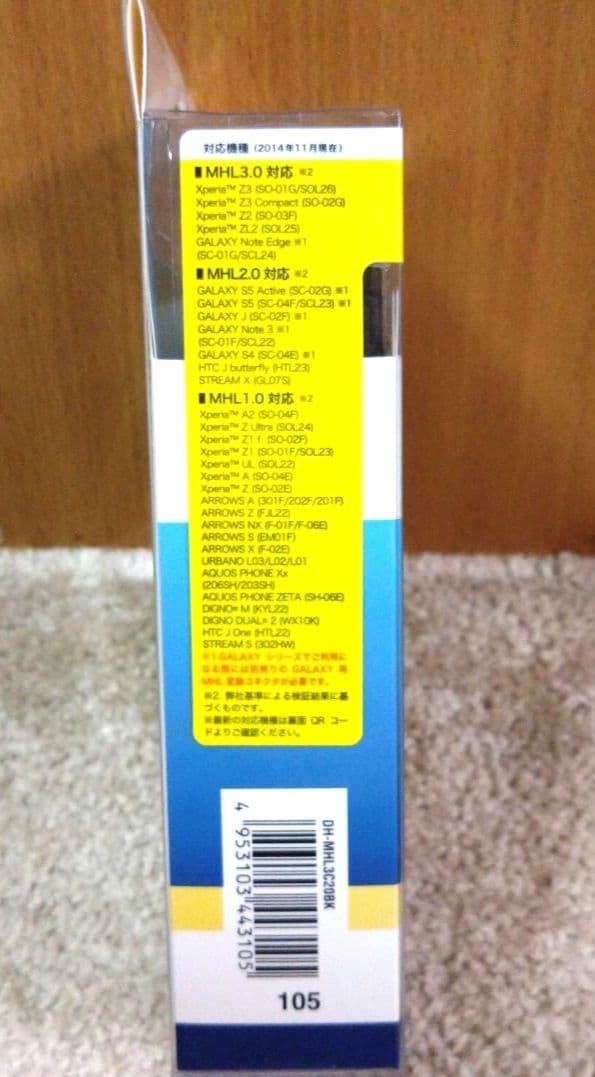 対応機種 (2014年11月現在)
MHL3.0 対応 ※2
Xperia™ Z3 (SO-01G/SOL26)
Xperia™ Z3 Compact (SO-02G)
Xperia™ Z2 (SO-03F)
Xperia™ ZL2 (SOL25)
GALAXY Note Edge ※1
(SC-01G/SCL24)
MHL2.0 対応 ※2
GALAXY S5 Active (SC-02G) ※1
GALAXY S5 (SC-04F/SCL23) ※1
GALAXY J (SC-02F) ※1
GALAXY Note 3 ※1
(SC-01F/SCL22)
GALAXY S4 (SC-04E) ※1
HTC J butterfly (HTL23)
STREAM X (GL07S)
MHL1.0 対応 ※2
Xperia™ A2 (SO-04F)
Xperia™ Z Ultra (SOL24)
Xperia™ Z1 f (SO-02F)
Xperia™ Z1 (SO-01F/SOL23)
Xperia™ UL (SOL22)
Xperia™ A (SO-04E)
Xperia™ Z (SO-02E)
ARROWS A (301F/202F/201F)
ARROWS Z (FJL22)
ARROWS NX (F-01F/F-06E)
ARROWS S (EM01F)
ARROWS X (F-02E)
URBANO L03/L02/L01
AQUOS PHONE Xx
(206SH/203SH)
AQUOS PHONE ZETA (SH-06E)
DIGNO® M (KYL22)
DIGNO DUAL® 2 (WX10K)
HTC J One (HTL22)
STREAM S (302HW)
※1.GALAXY シリーズでご利用に
なる際には別売りの GALAXY 用
MHL 変換コネクタが必要です。
※2. 弊社基準による検証結果に基
づくものです。
※最新の対応機種は裏面 QR コー
ドよりご確認ください。
DH-MHL3C20BK
4 953103 443105
105